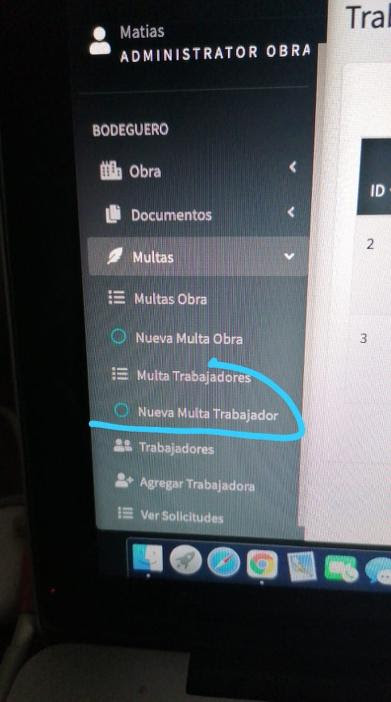 Matias
ADMINISTRATOR OBRA
BODEGUERO
Obra
Documentos
Multas
Multas Obra
Nueva Multa Obra
Multa Trabajadores
Nueva Multa Trabajador
Trabajadores
Agregar Trabajadora
Ver Solicitudes
Tra
ID
2
3